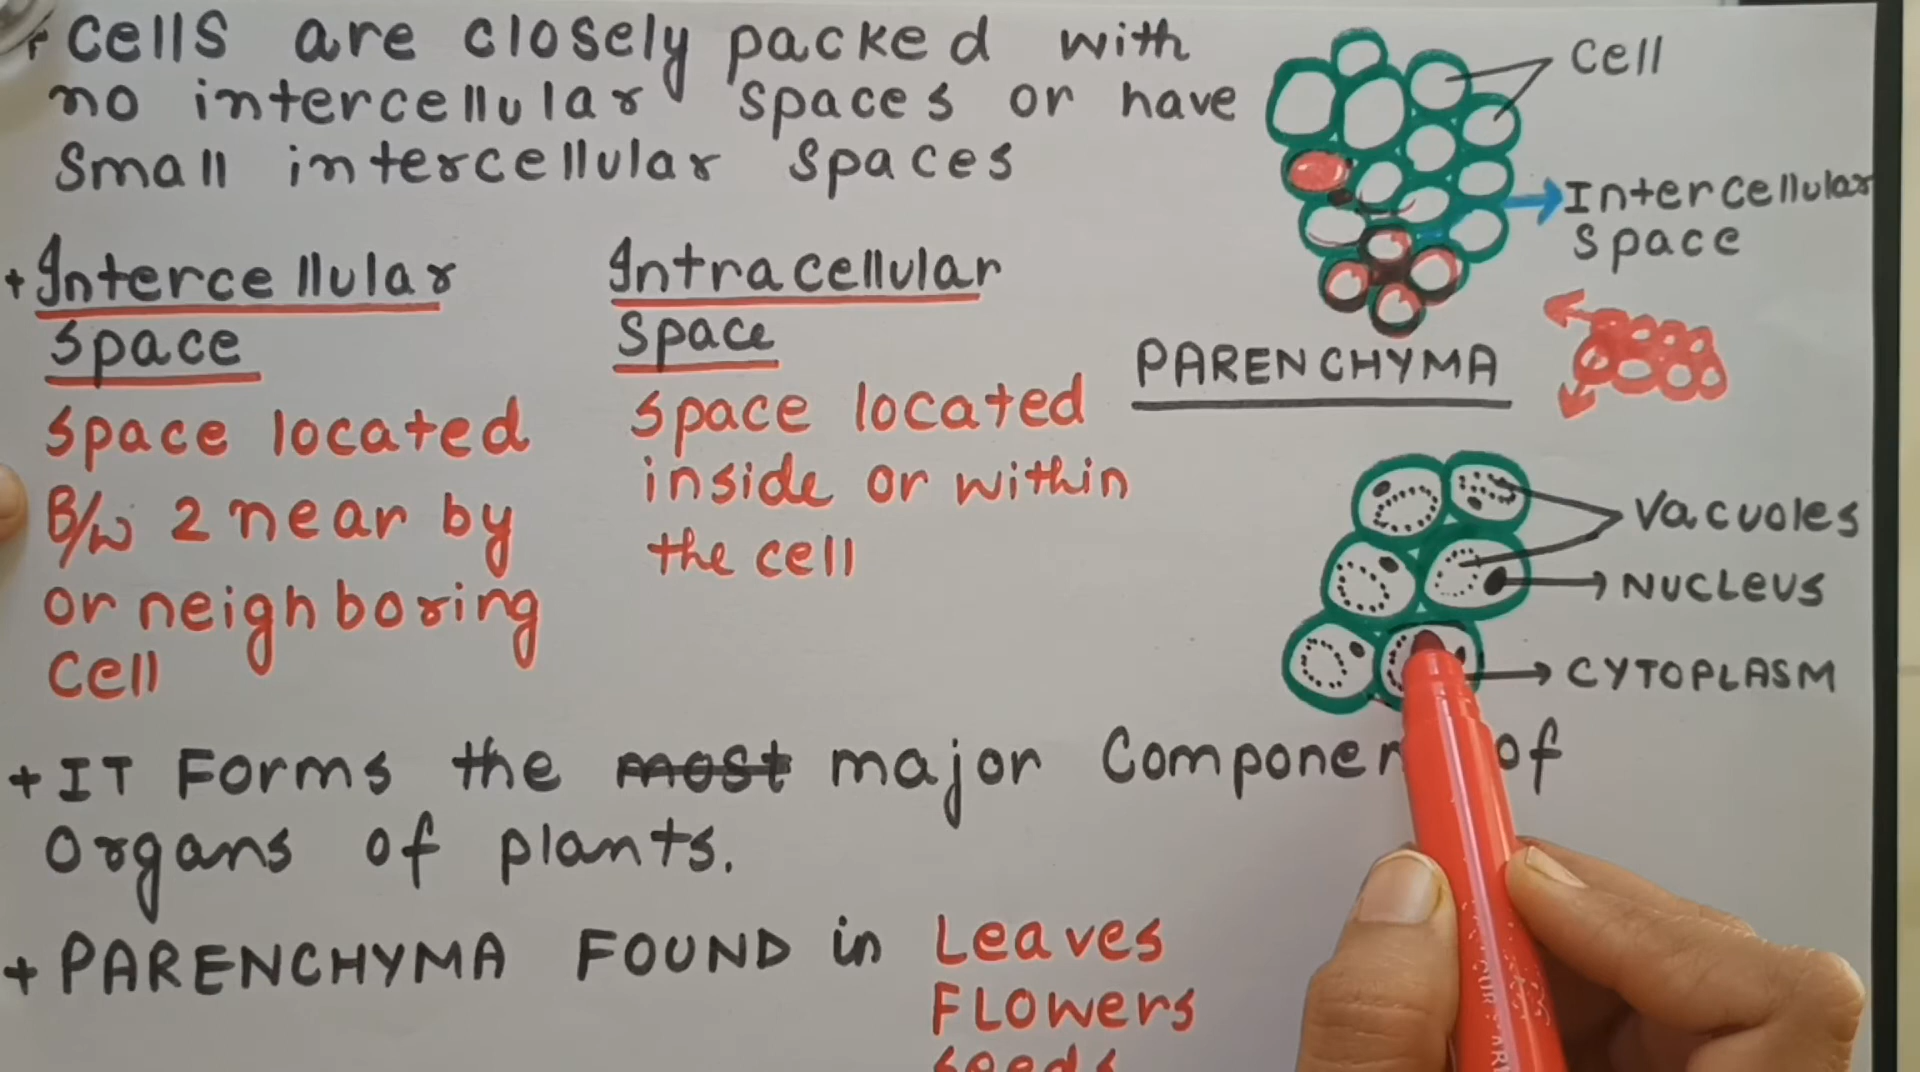 Cells are closely packed with
no intercellular spaces or have
Small intercellular spaces
+ Intercellular
Space
Space located
B/w 2 near by
or neighboring
Cell
Intracellular
Space
Space located
inside or within
the cell
Cell
Intercellular
Space
PARENCHYMA
Vacuoles
NUCLEUS
CYTOPLASM
+ IT Forms the most major Component of
Organs of plants.
+ PARENCHYMA FOUND in Leaves
FLowers
seeds